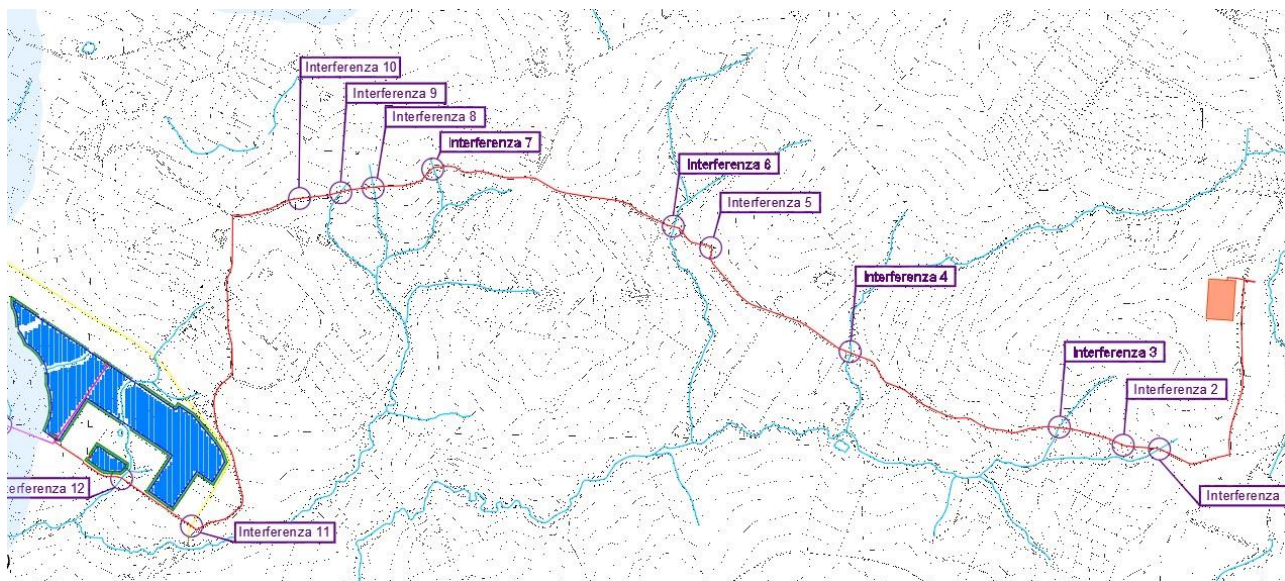 Interferenza 10
Interferenza 9
Interferenza 8
Interferenza 7
Interferenza 6
Interferenza 5
Interferenza 4
Interferenza 3
Interferenza 2
Interferenza
terferenza 12
Interferenza 11
L